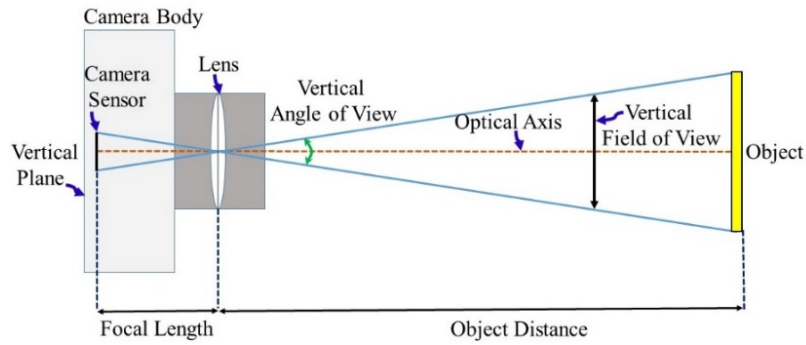 Camera Body
Camera
Sensor
Lens
Vertical
Angle of View
Optical Axis
Vertical
Field of View
Vertical
Plane
Object
Focal Length
Object Distance